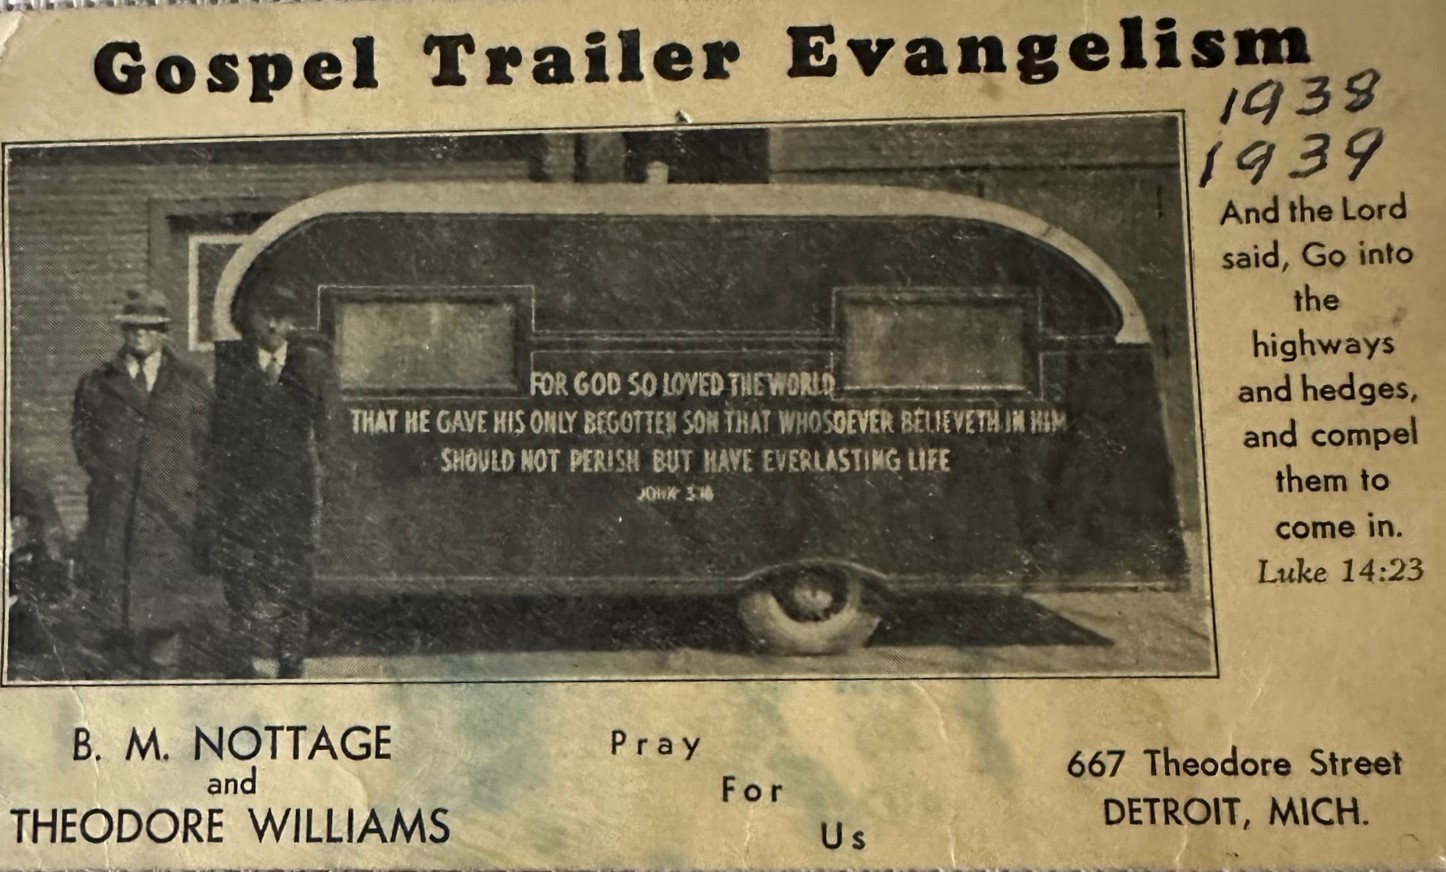 Gospel Trailer Evangelism
1938
1939
And the Lord
said, Go into
the
highways
and hedges,
and compel
them to
come in.
Luke 14:23
FOR GOD SO LOVED THE WORLD
THAT HE GAVE HIS ONLY BEGOTTEN SON THAT WHOSOEVER BELIEVETH IN HIM
SHOULD NOT PERISH BUT HAVE EVERLASTING LIFE
JOHN 3:16
B. M. NOTTAGE
and
THEODORE WILLIAMS
Pray
For
Us
667 Theodore Street
DETROIT, MICH.